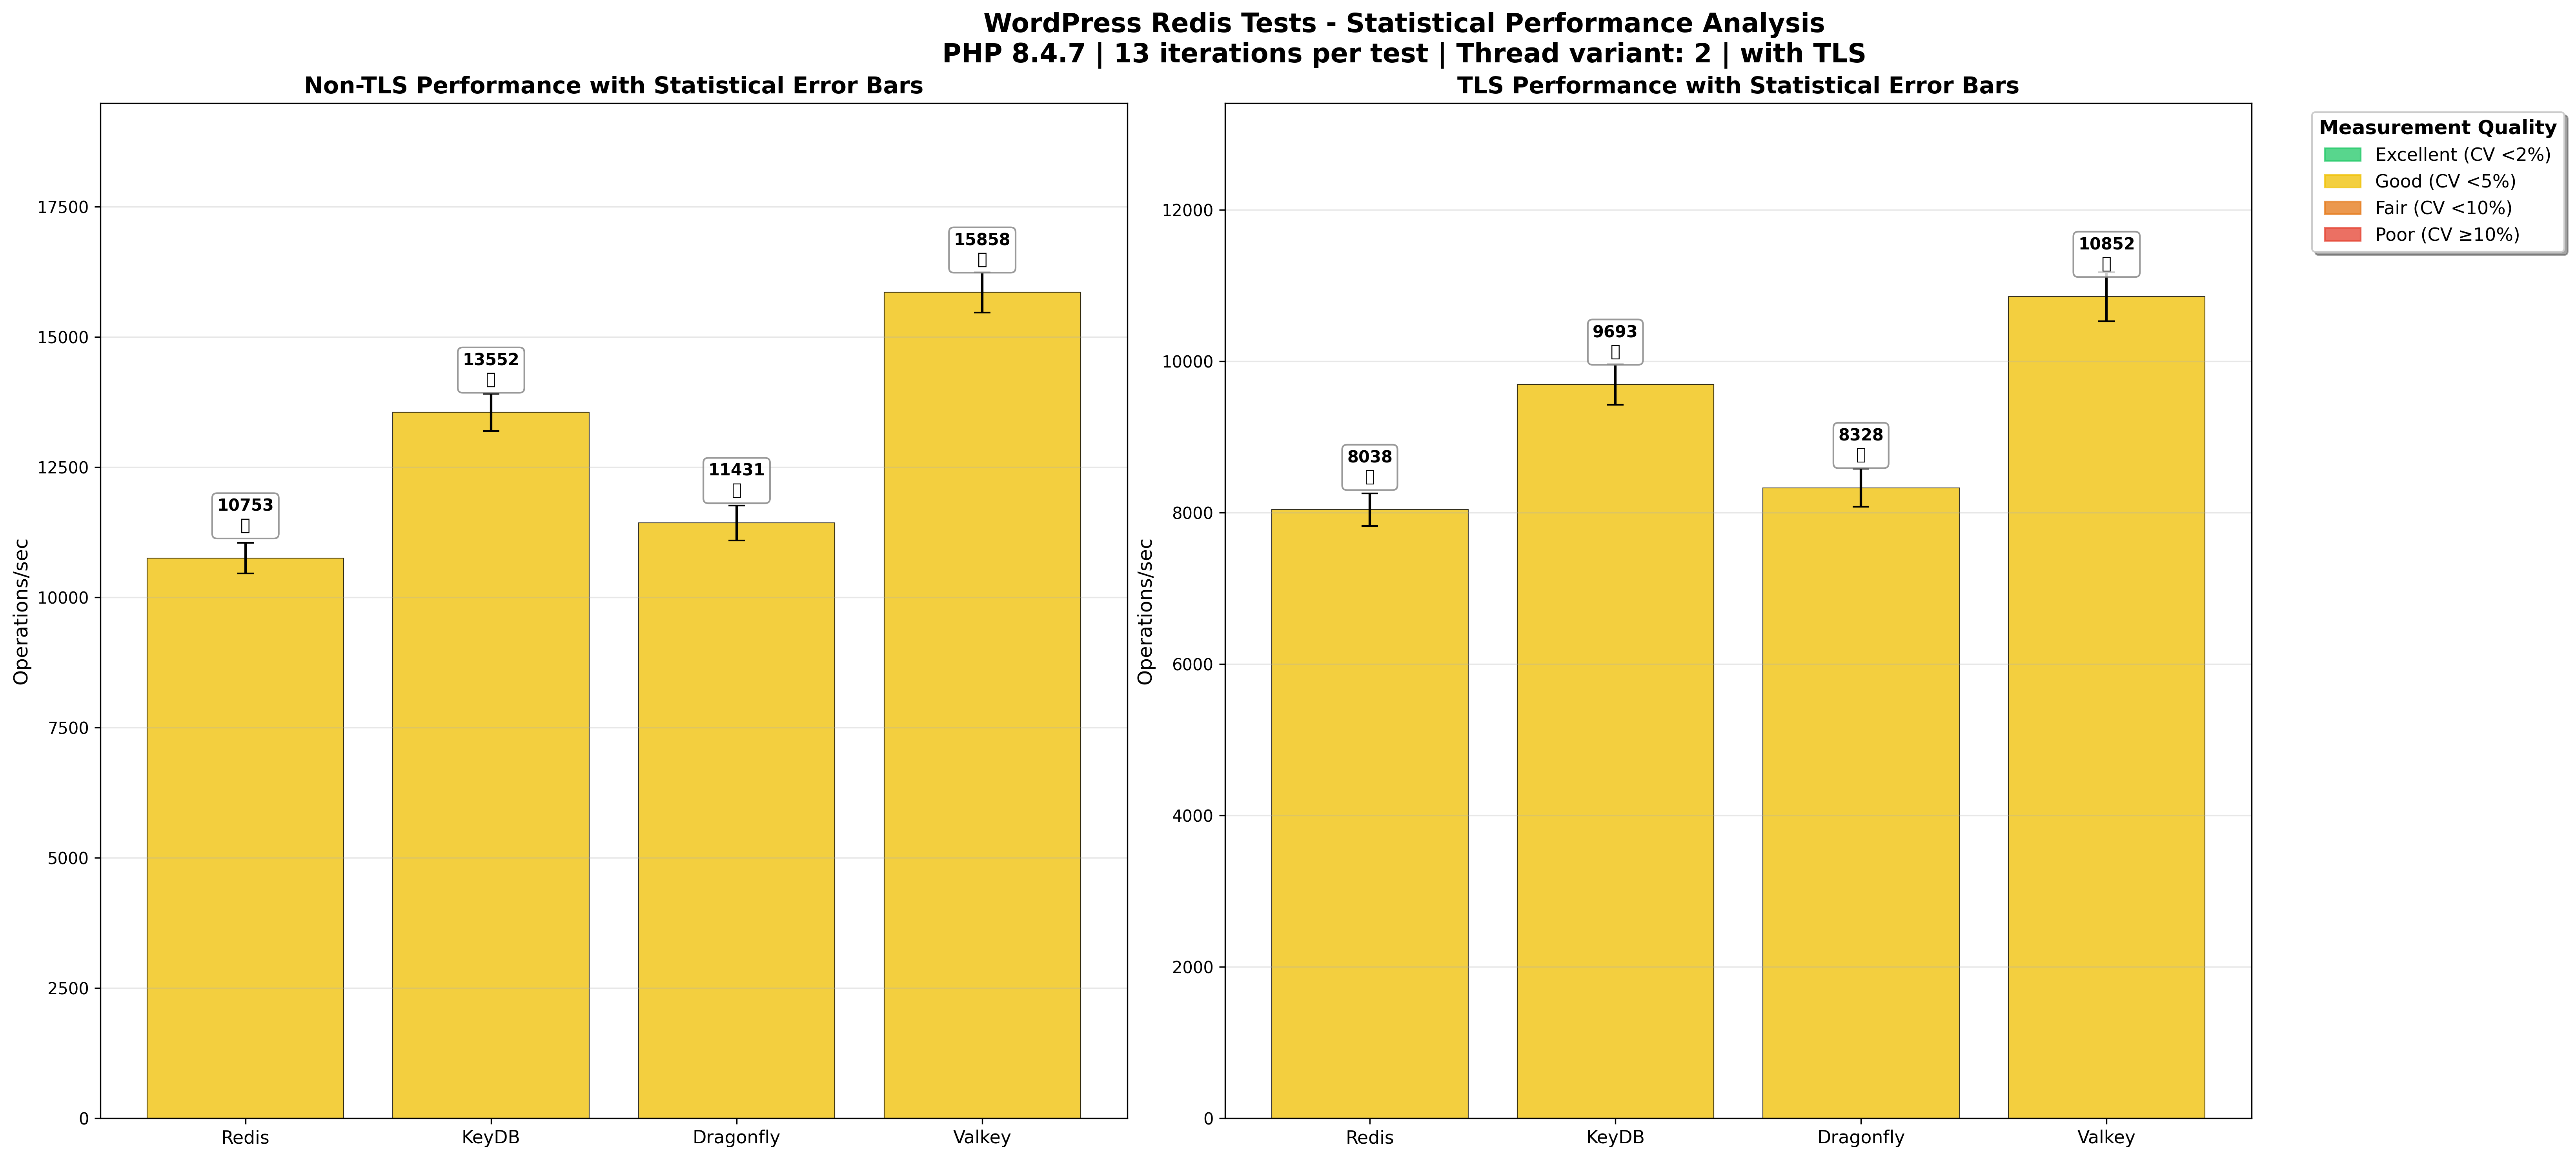 WordPress Redis Tests - Statistical Performance Analysis
PHP 8.4.7 | 13 iterations per test | Thread variant: 2 | with TLS
Non-TLS Performance with Statistical Error Bars
Operations/sec
17500
15000
12500
10000
7500
5000
2500
0
10753
13552
11431
15858
Redis
KeyDB
Dragonfly
Valkey
TLS Performance with Statistical Error Bars
Operations/sec
12000
10000
8000
6000
4000
2000
0
8038
9693
8328
10852
Redis
KeyDB
Dragonfly
Valkey
Measurement Quality
Excellent (CV <2%)
Good (CV <5%)
Fair (CV <10%)
Poor (CV ≥10%)